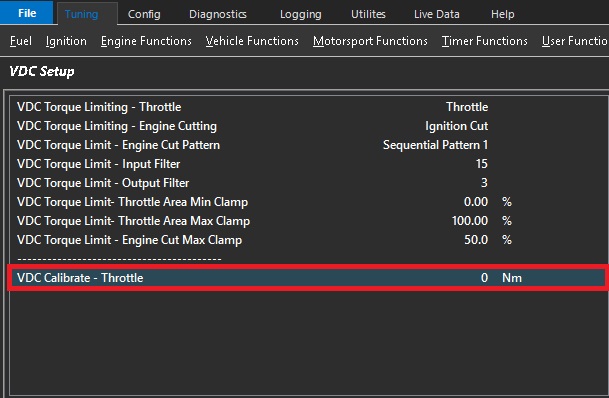 File Tuning Config Diagnostics Logging Utilites Live Data Help
Fuel Ignition Engine Functions Vehicle Functions Motorsport Functions Timer Functions User Functio
VDC Setup
VDC Torque Limiting - Throttle Throttle
VDC Torque Limiting - Engine Cutting Ignition Cut
VDC Torque Limit - Engine Cut Pattern Sequential Pattern 1
VDC Torque Limit - Input Filter 15
VDC Torque Limit - Output Filter 3
VDC Torque Limit- Throttle Area Min Clamp 0.00 %
VDC Torque Limit - Throttle Area Max Clamp 100.00 %
VDC Torque Limit - Engine Cut Max Clamp 50.0 %
-----------------------------------------
VDC Calibrate - Throttle 0 Nm